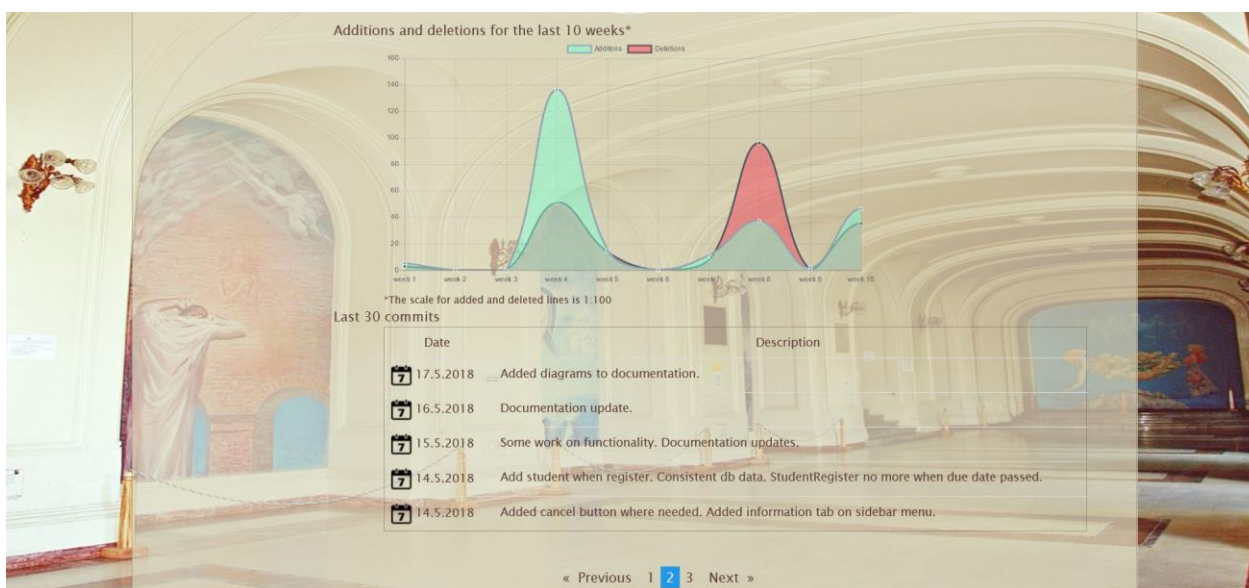 Additions and deletions for the last 10 weeks*
Additions Deletions
160
140
120
100
80
60
40
20
0
week 1 week 2 week 3 week 4 week 5 week 6 week 7 week 8 week 9 week 10
*The scale for added and deleted lines is 1:100
Last 30 commits
Date Description
7 17.5.2018 Added diagrams to documentation.
7 16.5.2018 Documentation update.
7 15.5.2018 Some work on functionality. Documentation updates.
7 14.5.2018 Add student when register. Consistent db data. StudentRegister no more when due date passed.
7 14.5.2018 Added cancel button where needed. Added information tab on sidebar menu.
« Previous 1 2 3 Next »